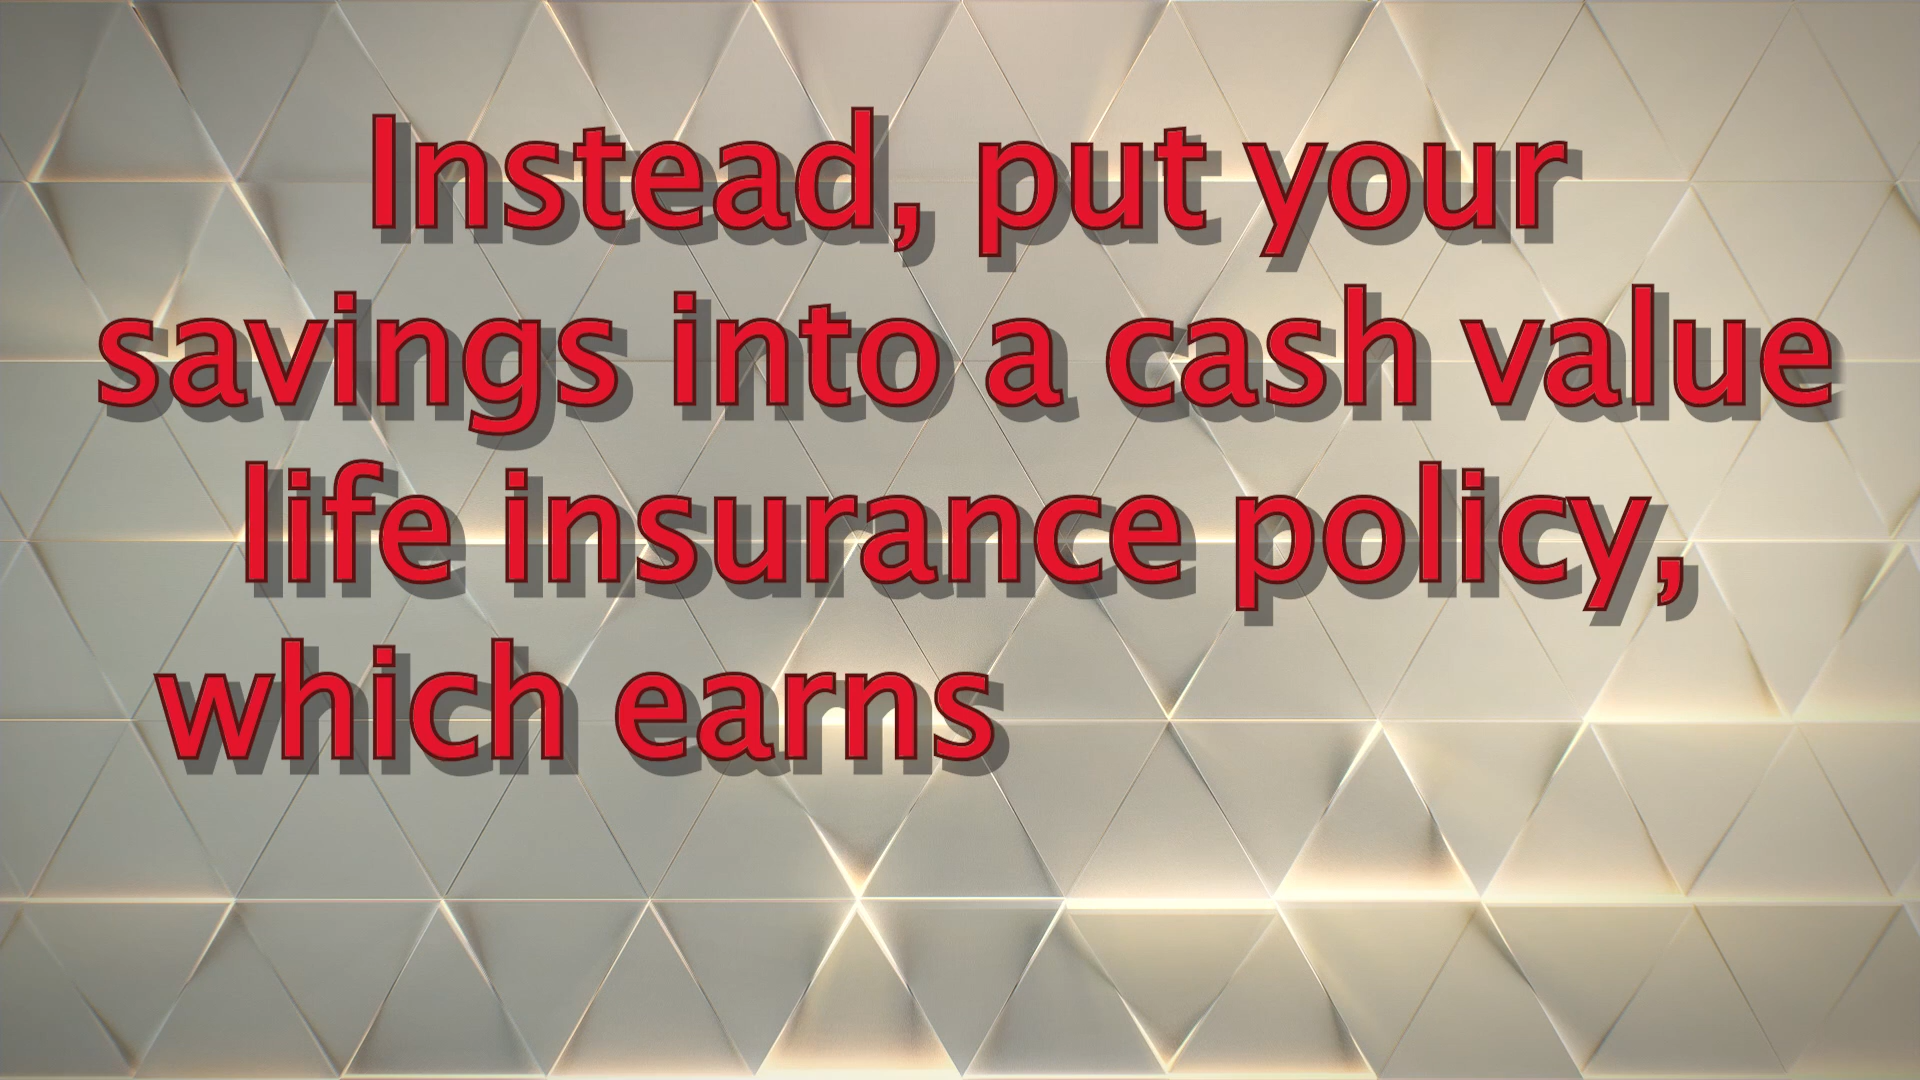 Instead, put your
savings into a cash value
life insurance policy,
which earns